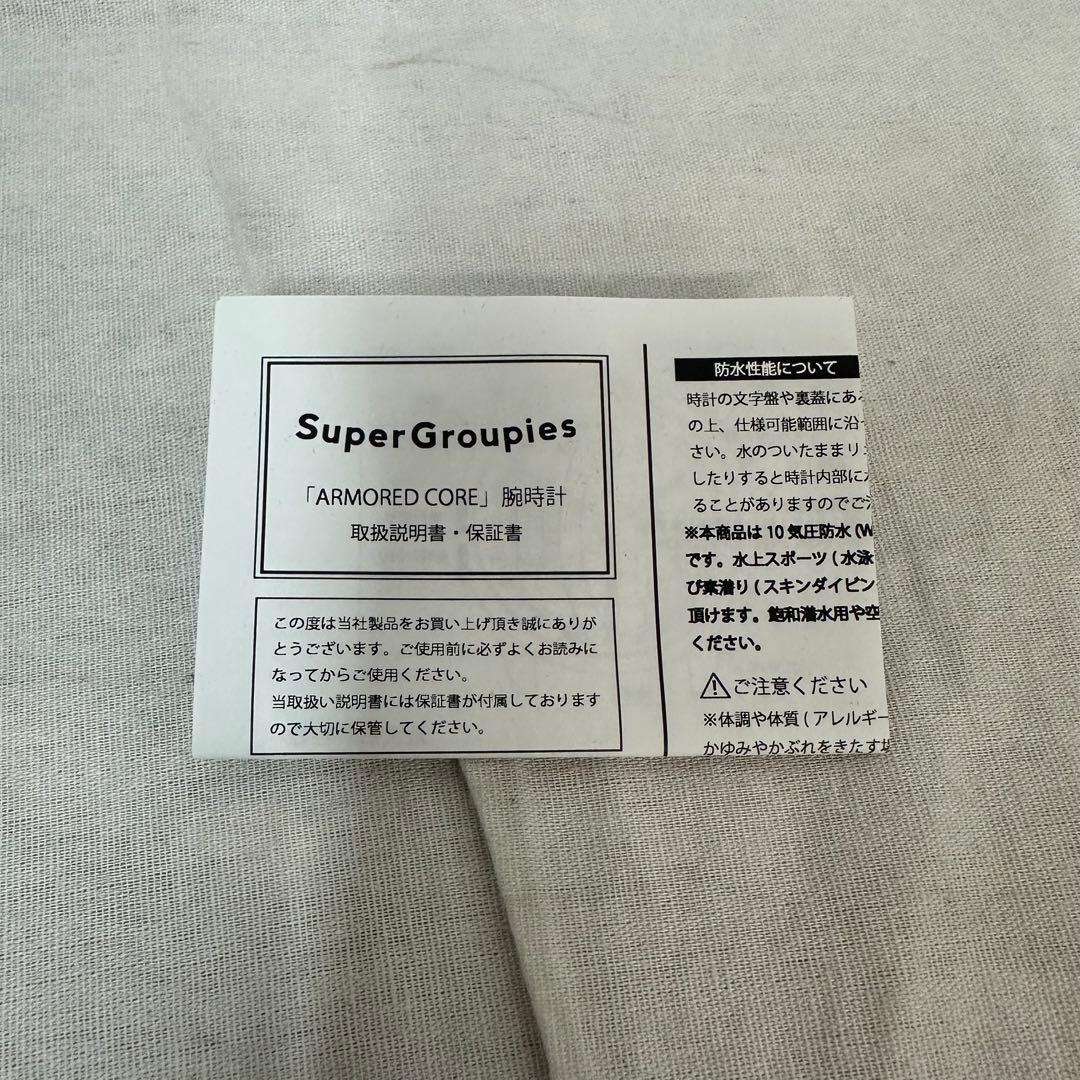 SuperGroupies
「ARMORED CORE」腕時計
取扱説明書・保証書
この度は当社製品をお買い上げ頂き誠にありが
とうございます。ご使用前に必ずよくお読みに
なってからご使用ください。
当取扱い説明書には保証書が付属しております
ので大切に保管してください。
防水性能について
時計の文字盤や裏蓋にあ
の上、仕様可能範囲に沿
さい。水のついたままリ
したりすると時計内部に
ることがありますのでご
※本商品は 10 気圧防水 (W
です。水上スポーツ ( 水泳
び素潜り ( スキンダイビン
頂けます。飽和潜水用や空
ください。
⚠ご注意ください
※体調や体質 ( アレルギー
かゆみやかぶれをきたす